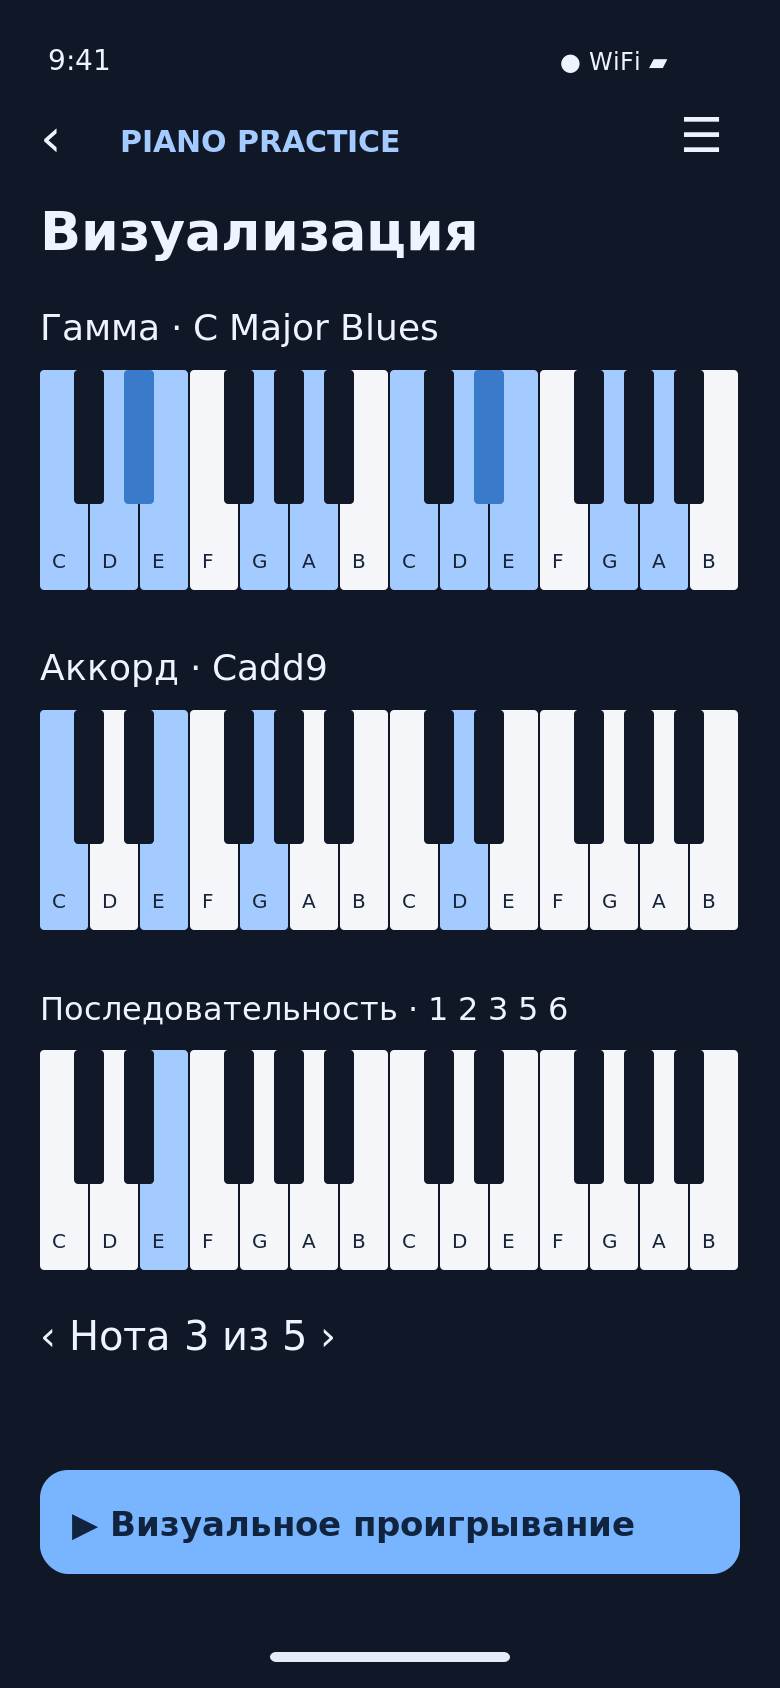 9:41 ● WiFi ▰
‹ PIANO PRACTICE ☰
Визуализация
Гамма · C Major Blues
C D E F G A B C D E F G A B
Аккорд · Cadd9
C D E F G A B C D E F G A B
Последовательность · 1 2 3 5 6
C D E F G A B C D E F G A B
‹ Нота 3 из 5 ›
▶ Визуальное проигрывание